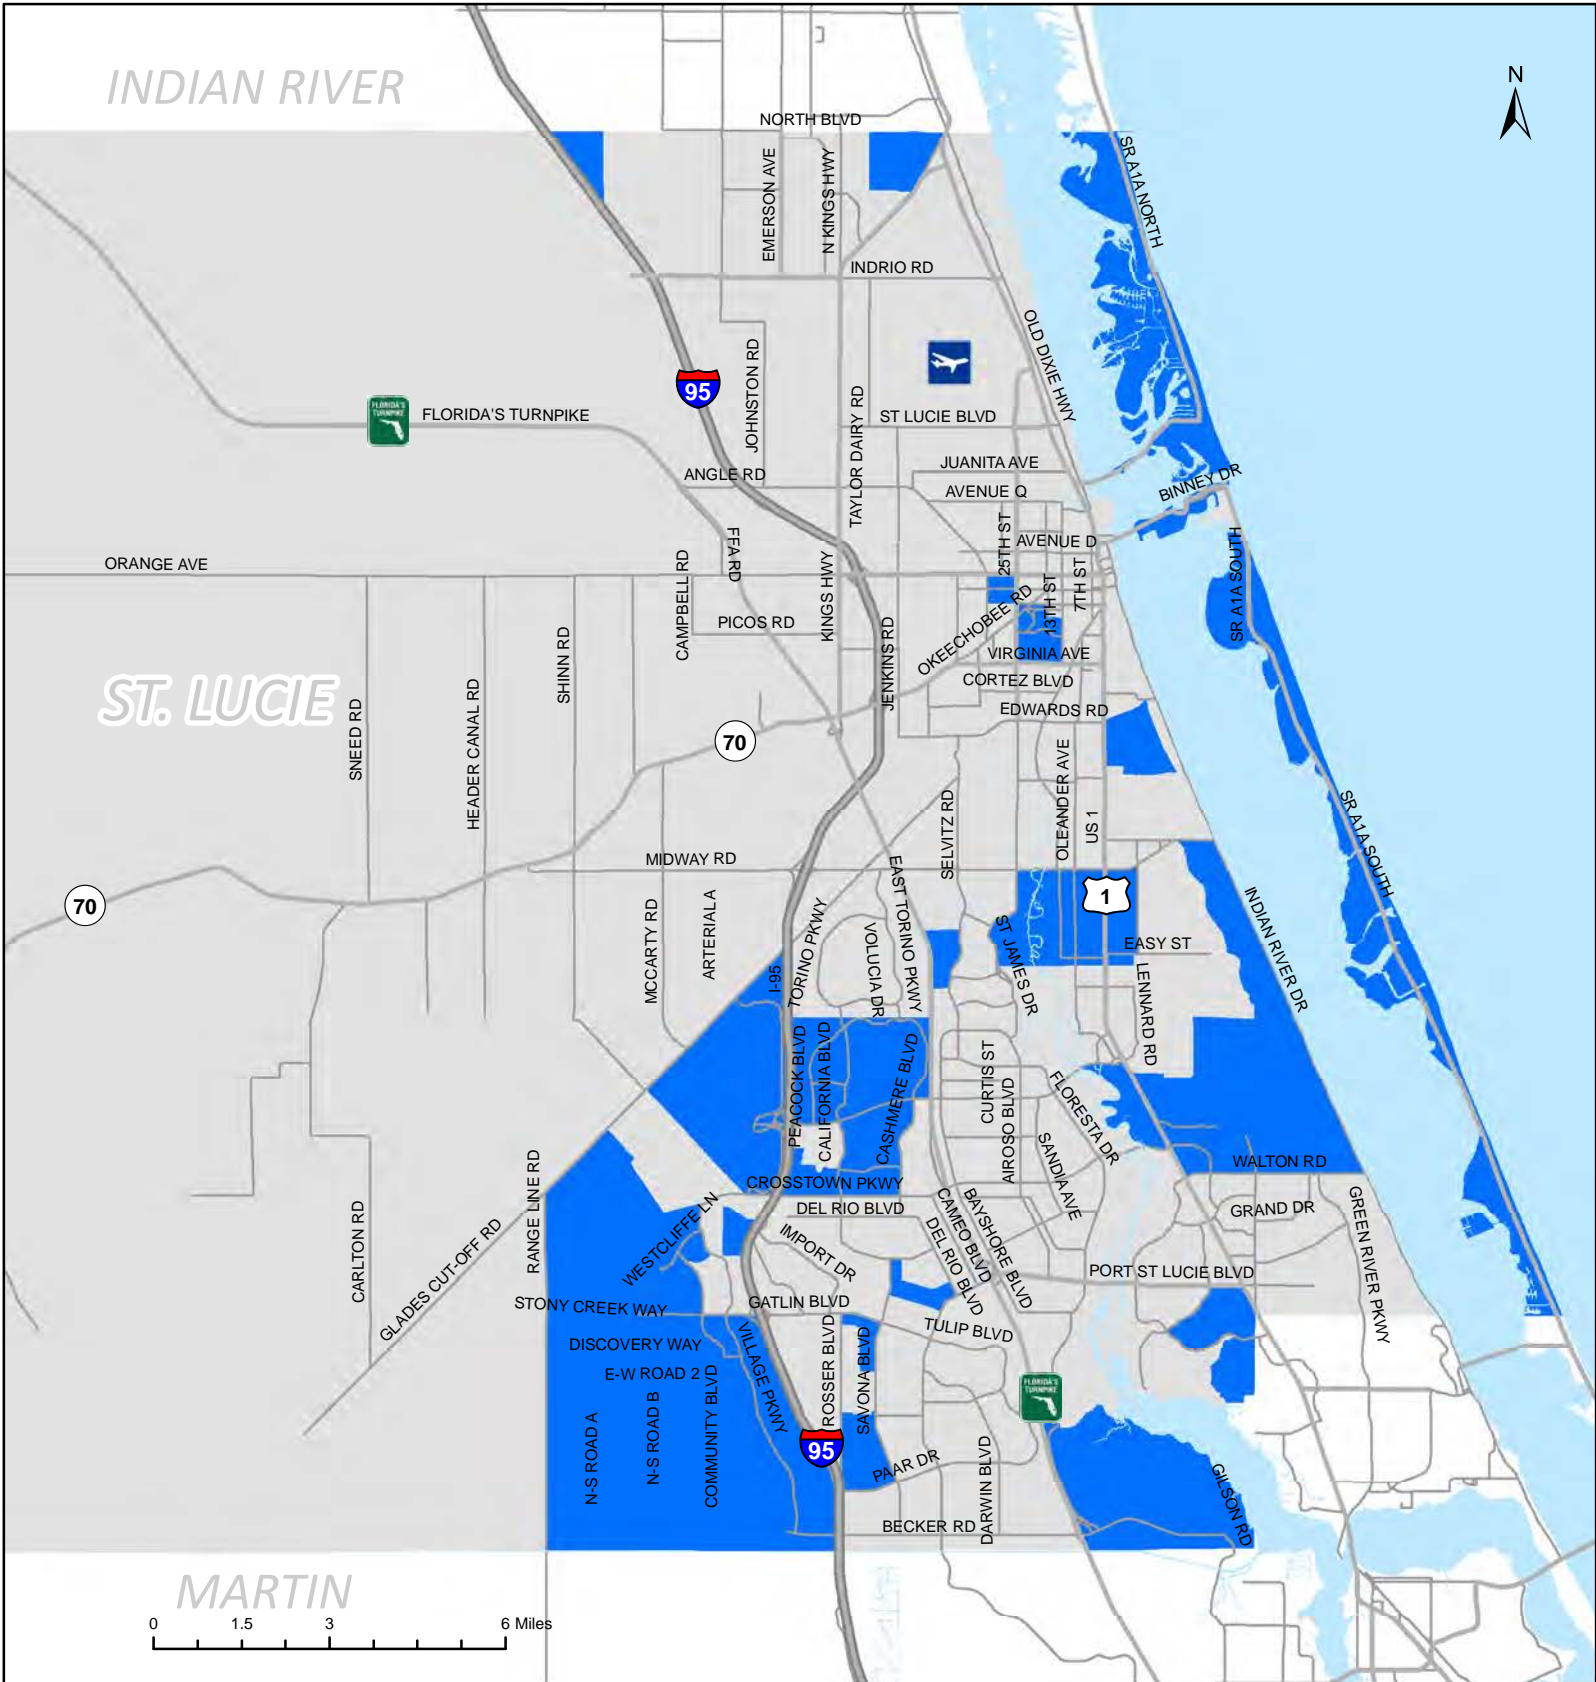 INDIAN RIVER
N
NORTH BLVD
SR A1A NORTH
EMERSON AVE
N KINGS HWY
INDRIO RD
OLD DIXIE HWY
JOHNSTON RD
95
FLORIDA'S TURNPIKE
FLORIDA'S TURNPIKE
TAYLOR DAIRY RD
ST LUCIE BLVD
ANGLE RD
JUANITA AVE
AVENUE Q
BINNEY DR
FFA RD
25TH ST
AVENUE D
ORANGE AVE
CAMPBELL RD
KINGS HWY
13TH ST
7TH ST
SR A1A SOUTH
PICOS RD
OKEECHOBEE RD
SHINN RD
JENKINS RD
VIRGINIA AVE
CORTEZ BLVD
ST. LUCIE
SNEED RD
HEADER CANAL RD
EDWARDS RD
70
OLEANDER AVE
US 1
SELVITZ RD
SR A1A SOUTH
MIDWAY RD
EAST TORINO PKWY
70
1
MCCARTY RD
ARTERIAL A
TORINO PKWY
VOLUCIA DR
ST JAMES DR
EASY ST
INDIAN RIVER DR
I-95
LENNARD RD
PEACOCK BLVD
CALIFORNIA BLVD
CASHMERE BLVD
CURTIS ST
AIROSO BLVD
FLORESTA DR
SANDIA AVE
WALTON RD
CROSSTOWN PKWY
RANGE LINE RD
DEL RIO BLVD
CAMEO BLVD
BAYSHORE BLVD
GRAND DR
GREEN RIVER PKWY
CARLTON RD
GLADES CUT-OFF RD
WESTCLIFFE LN
IMPORT DR
DEL RIO BLVD
PORT ST LUCIE BLVD
STONY CREEK WAY
GATLIN BLVD
TULIP BLVD
DISCOVERY WAY
VILLAGE PKWY
ROSSER BLVD
SAVONA BLVD
E-W ROAD 2
FLORIDA'S TURNPIKE
N-S ROAD A
N-S ROAD B
COMMUNITY BLVD
95
PAAR DR
DARWIN BLVD
GILSON RD
BECKER RD
MARTIN
0 1.5 3 6 Miles